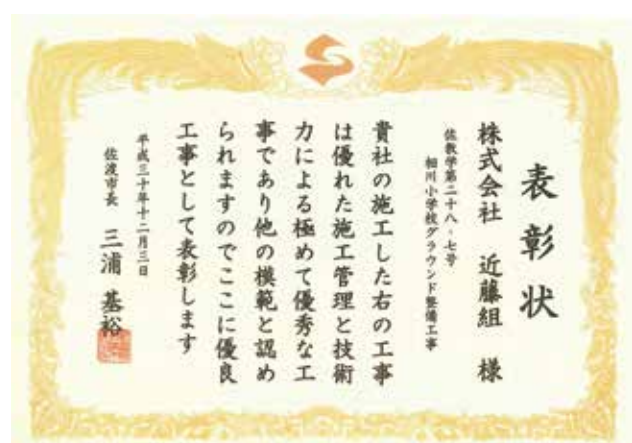 表彰状
株式会社 近藤組 様
佐教学第二十八‐七号
相川小学校グラウンド整備工事
貴社の施工した右の工事
は優れた施工管理と技術
力による極めて優秀な工
事であり他の模範と認め
られますのでここに優良
工事として表彰します
平成三十年十二月三日
佐渡市長 三浦 基裕